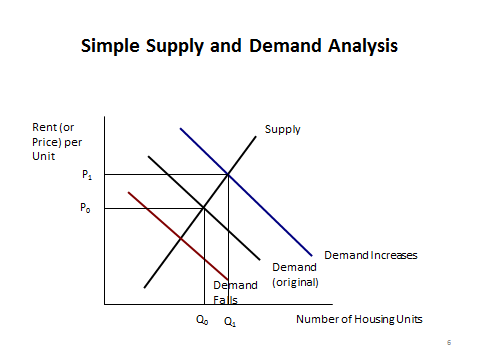 Simple Supply and Demand Analysis
Rent (or
Price) per
Unit
Supply
P₁
P₀
Demand Increases
Demand
(original)
Demand
Falls
Q₀
Q₁
Number of Housing Units
6